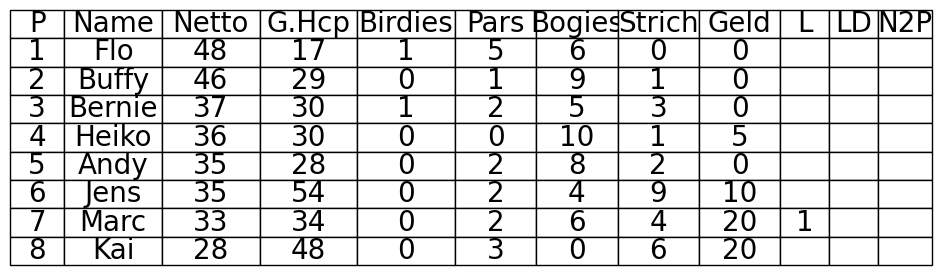 P Name Netto G.Hcp Birdies Pars Bogies Strich Geld L LD N2P
1 Flo 48 17 1 5 6 0 0
2 Buffy 46 29 0 1 9 1 0
3 Bernie 37 30 1 2 5 3 0
4 Heiko 36 30 0 0 10 1 5
5 Andy 35 28 0 2 8 2 0
6 Jens 35 54 0 2 4 9 10
7 Marc 33 34 0 2 6 4 20 1
8 Kai 28 48 0 3 0 6 20